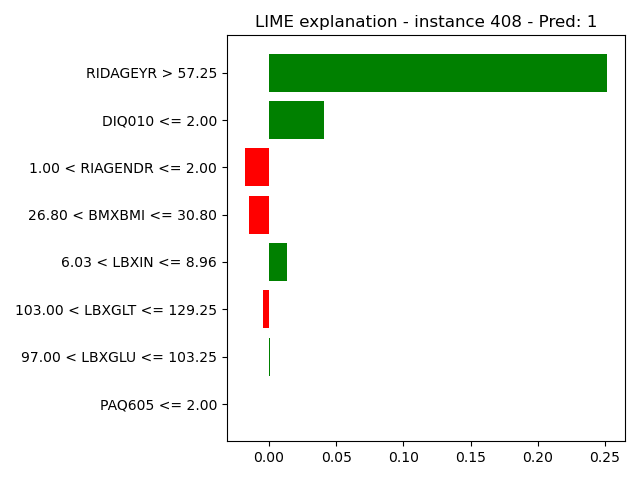 LIME explanation - instance 408 - Pred: 1
RIDAGEYR > 57.25
DIQ010 <= 2.00
1.00 < RIAGENDR <= 2.00
26.80 < BMXBMI <= 30.80
6.03 < LBXIN <= 8.96
103.00 < LBXGLT <= 129.25
97.00 < LBXGLU <= 103.25
PAQ605 <= 2.00
0.00 0.05 0.10 0.15 0.20 0.25